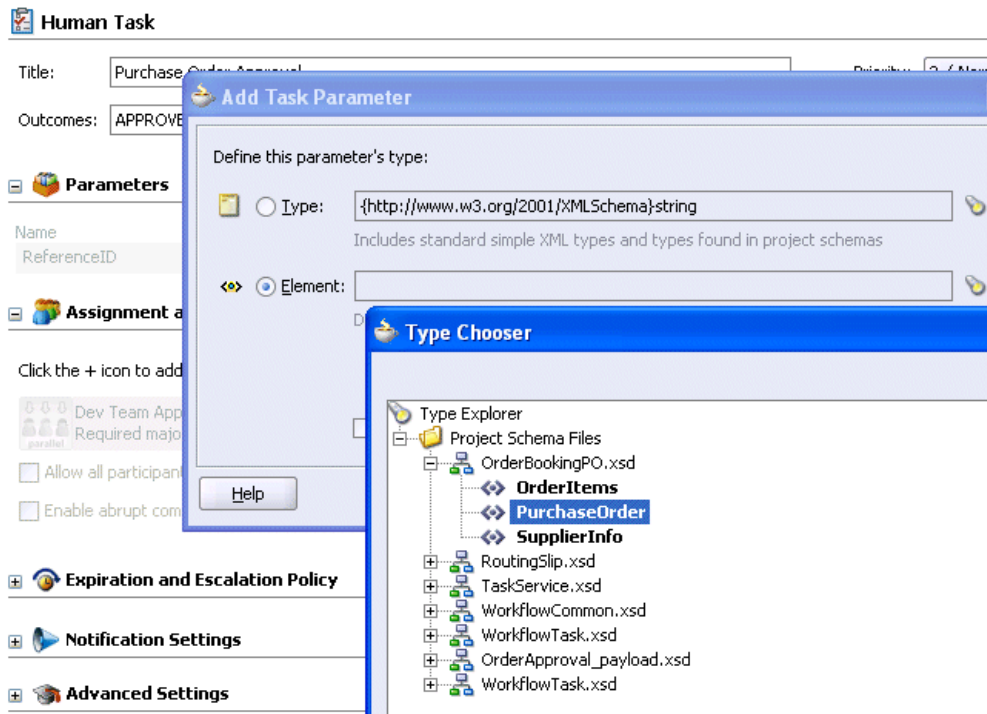 Human Task
Title: Purchase Order Approval
Outcomes: APPROVE
Add Task Parameter
Define this parameter's type:
Type: {http://www.w3.org/2001/XMLSchema}string
Includes standard simple XML types and types found in project schemas
Element:
D
Help
Parameters
Name
ReferenceID
Assignment a
Click the + icon to add
Dev Team App
Required majo
parallel
Allow all participan
Enable abrupt com
Expiration and Escalation Policy
Notification Settings
Advanced Settings
Type Chooser
Type Explorer
Project Schema Files
OrderBookingPO.xsd
OrderItems
PurchaseOrder
SupplierInfo
RoutingSlip.xsd
TaskService.xsd
WorkflowCommon.xsd
WorkflowTask.xsd
OrderApproval_payload.xsd
WorkflowTask.xsd